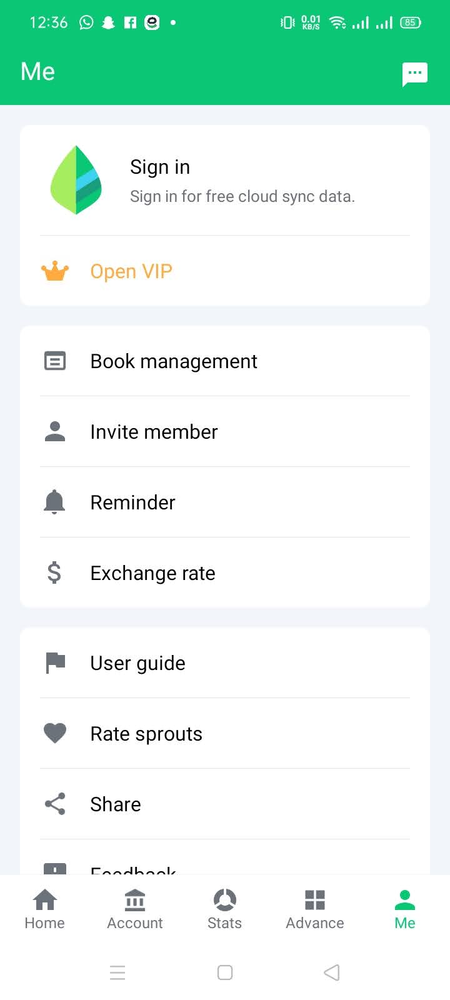 12:36
0.01
KB/S
85
Me
Sign in
Sign in for free cloud sync data.
Open VIP
Book management
Invite member
Reminder
Exchange rate
User guide
Rate sprouts
Share
Feedback
Home
Account
Stats
Advance
Me